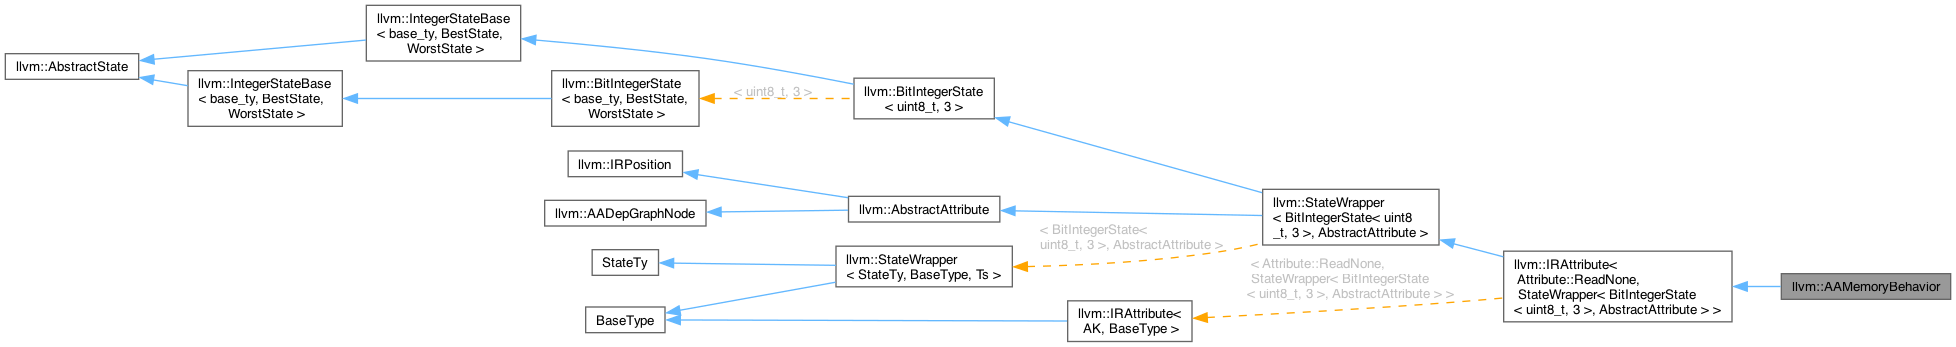 llvm::IntegerStateBase
< base_ty, BestState,
WorstState >
llvm::AbstractState
llvm::IntegerStateBase
< base_ty, BestState,
WorstState >
llvm::BitIntegerState
< base_ty, BestState,
WorstState >
< uint8_t, 3 >
llvm::BitIntegerState
< uint8_t, 3 >
llvm::IRPosition
llvm::AADepGraphNode
llvm::AbstractAttribute
llvm::StateWrapper
< BitIntegerState< uint8
_t, 3 >, AbstractAttribute >
< BitIntegerState<
uint8_t, 3 >, AbstractAttribute >
StateTy
llvm::StateWrapper
< StateTy, BaseType, Ts >
< Attribute::ReadNone,
StateWrapper< BitIntegerState
< uint8_t, 3 >, AbstractAttribute > >
llvm::IRAttribute<
Attribute::ReadNone,
StateWrapper< BitIntegerState
< uint8_t, 3 >, AbstractAttribute > >
llvm::AAMemoryBehavior
BaseType
llvm::IRAttribute<
AK, BaseType >